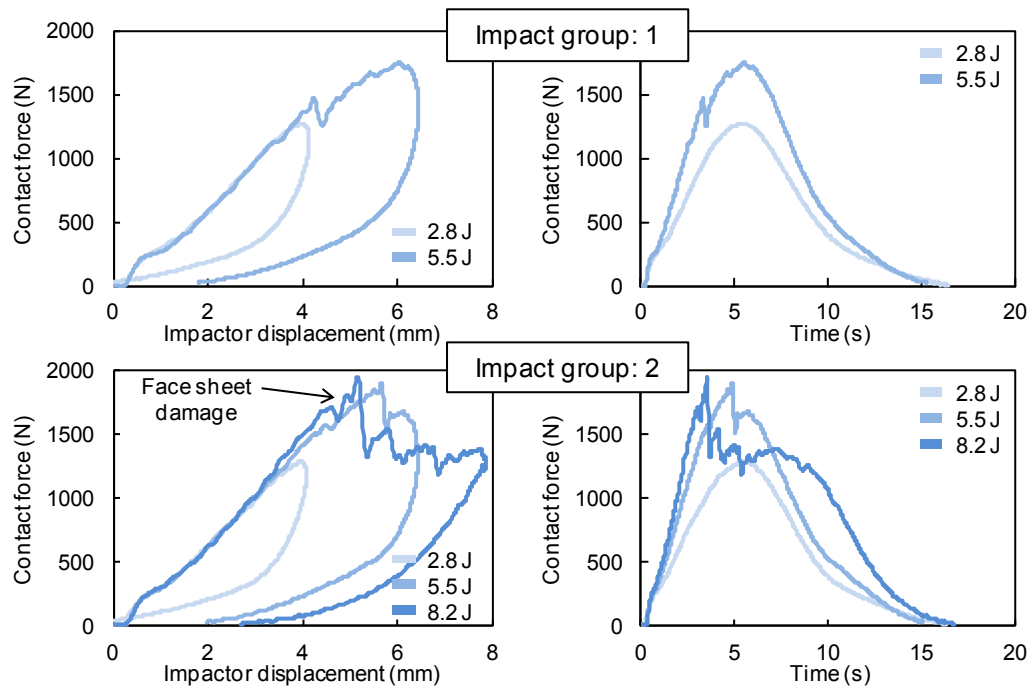 Impact group: 1
2000
1500
1000
500
0
Contact force (N)
0 2 4 6 8
Impactor displacement (mm)
2.8 J
5.5 J
2000
1500
1000
500
0
Contact force (N)
0 5 10 15 20
Time (s)
2.8 J
5.5 J
Impact group: 2
2000
1500
1000
500
0
Contact force (N)
Face sheet
damage
0 2 4 6 8
Impactor displacement (mm)
2.8 J
5.5 J
8.2 J
2000
1500
1000
500
0
Contact force (N)
0 5 10 15 20
Time (s)
2.8 J
5.5 J
8.2 J